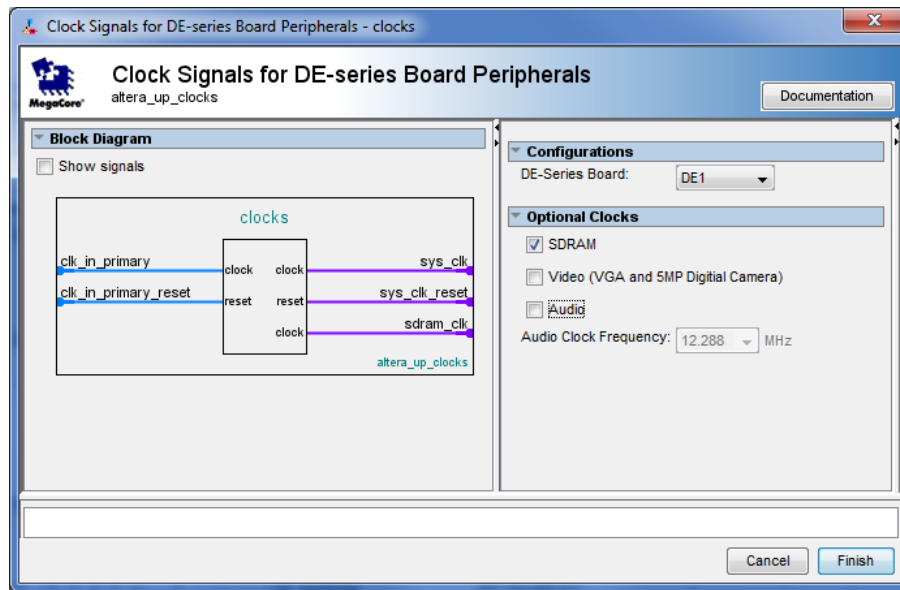 Clock Signals for DE-series Board Peripherals - clocks
MegaCore®
Clock Signals for DE-series Board Peripherals
altera_up_clocks
Documentation
Block Diagram
Show signals
clocks
clk_in_primary
clock
clock
sys_clk
clk_in_primary_reset
reset
reset
sys_clk_reset
clock
sdram_clk
altera_up_clocks
Configurations
DE-Series Board:
DE1
Optional Clocks
SDRAM
Video (VGA and 5MP Digitial Camera)
Audio
Audio Clock Frequency:
12.288
MHz
Cancel
Finish